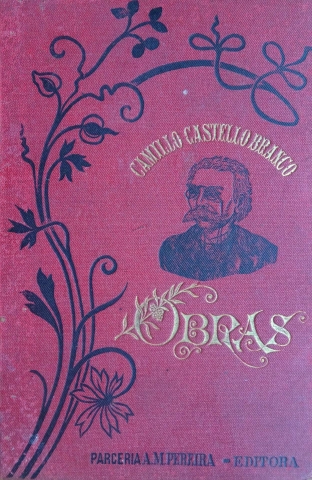 CAMILLO CASTELLO BRANCO
OBRAS
PARCERIA A. M. PEREIRA - EDITORA